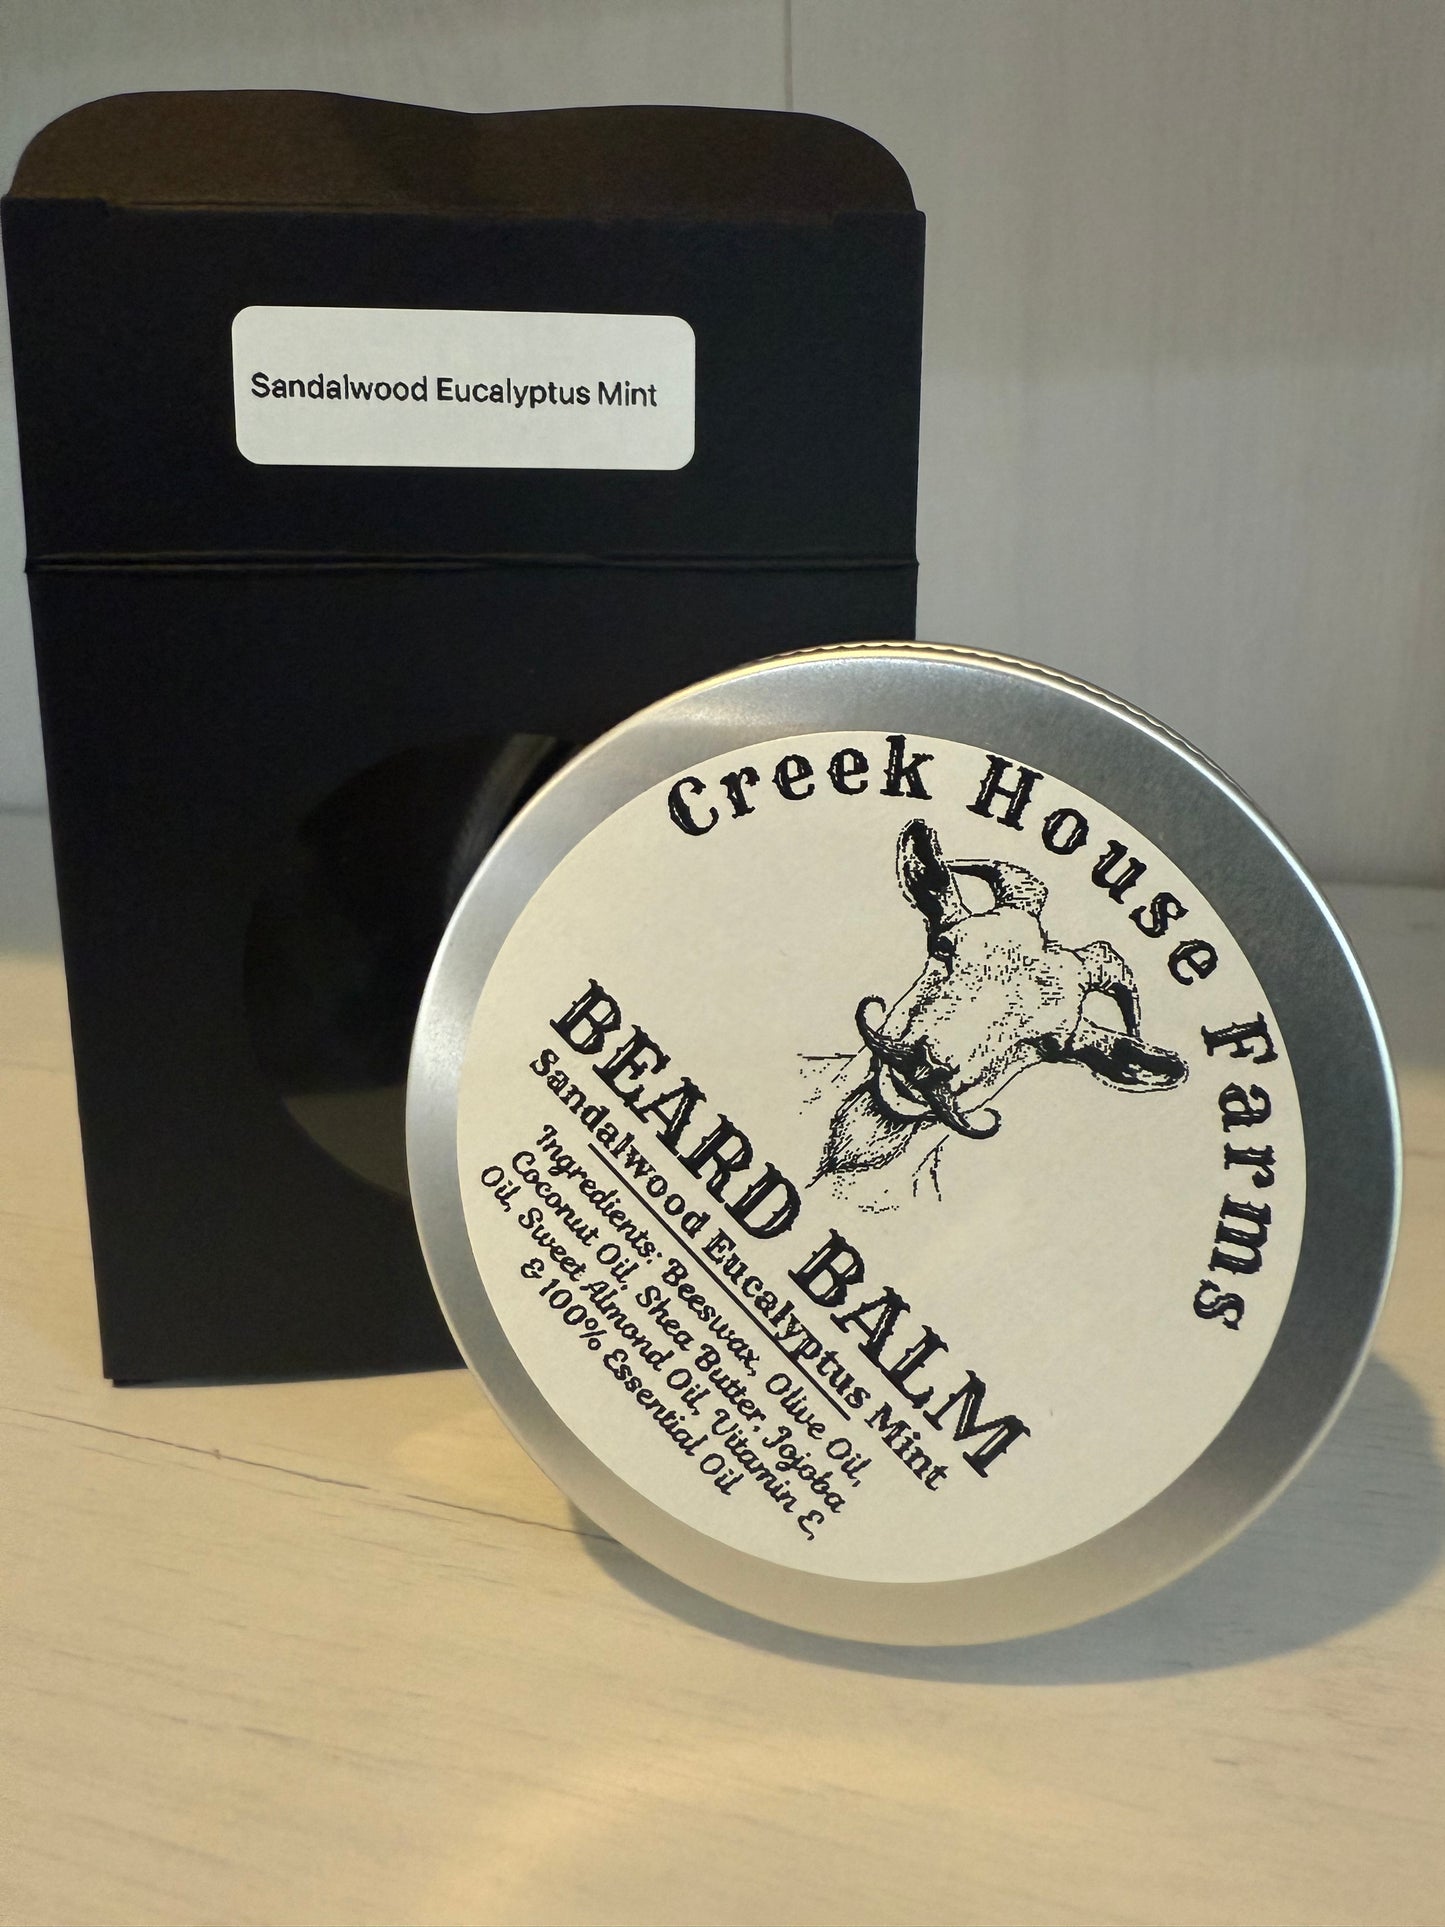 Sandalwood Eucalyptus Mint
Creek House Farms
BEARD BALM
Sandalwood Eucalyptus Mint
Ingredients: Beeswax, Olive Oil,
Coconut Oil, Shea Butter, Jojoba
Oil, Sweet Almond Oil, Vitamin E,
& 100% Essential Oil